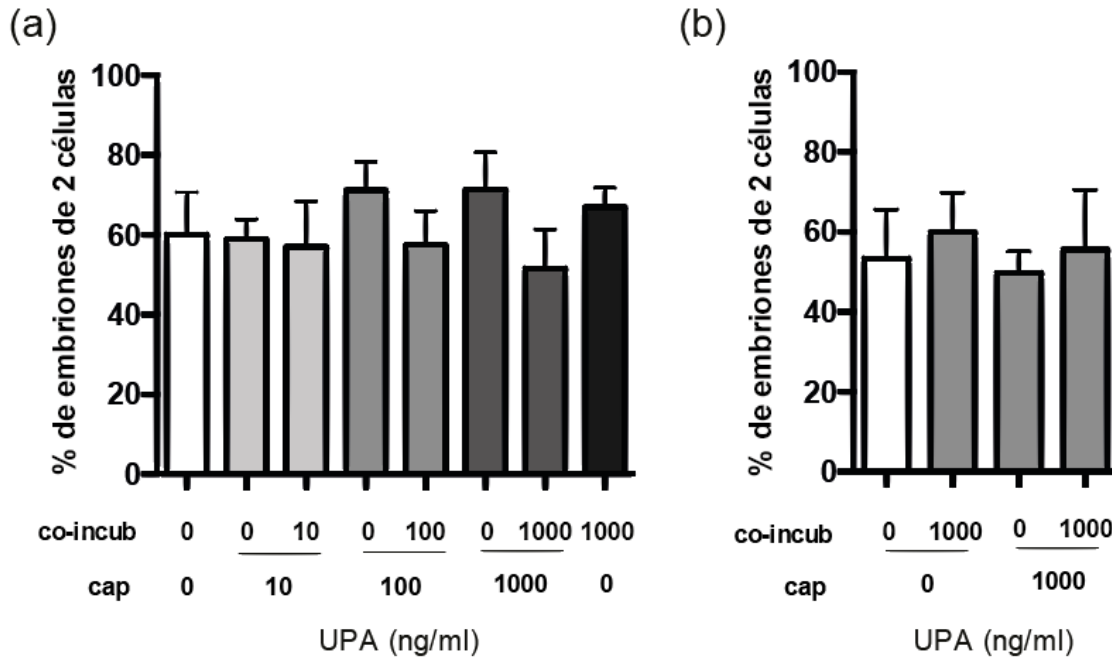 (a)
% de embriones de 2 células
100
80
60
40
20
0
co-incub 0 0 10 0 100 0 1000 1000
cap 0 10 100 1000 0
UPA (ng/ml)
(b)
% de embriones de 2 células
100
80
60
40
20
0
co-incub 0 1000 0 1000
cap 0 1000
UPA (ng/ml)